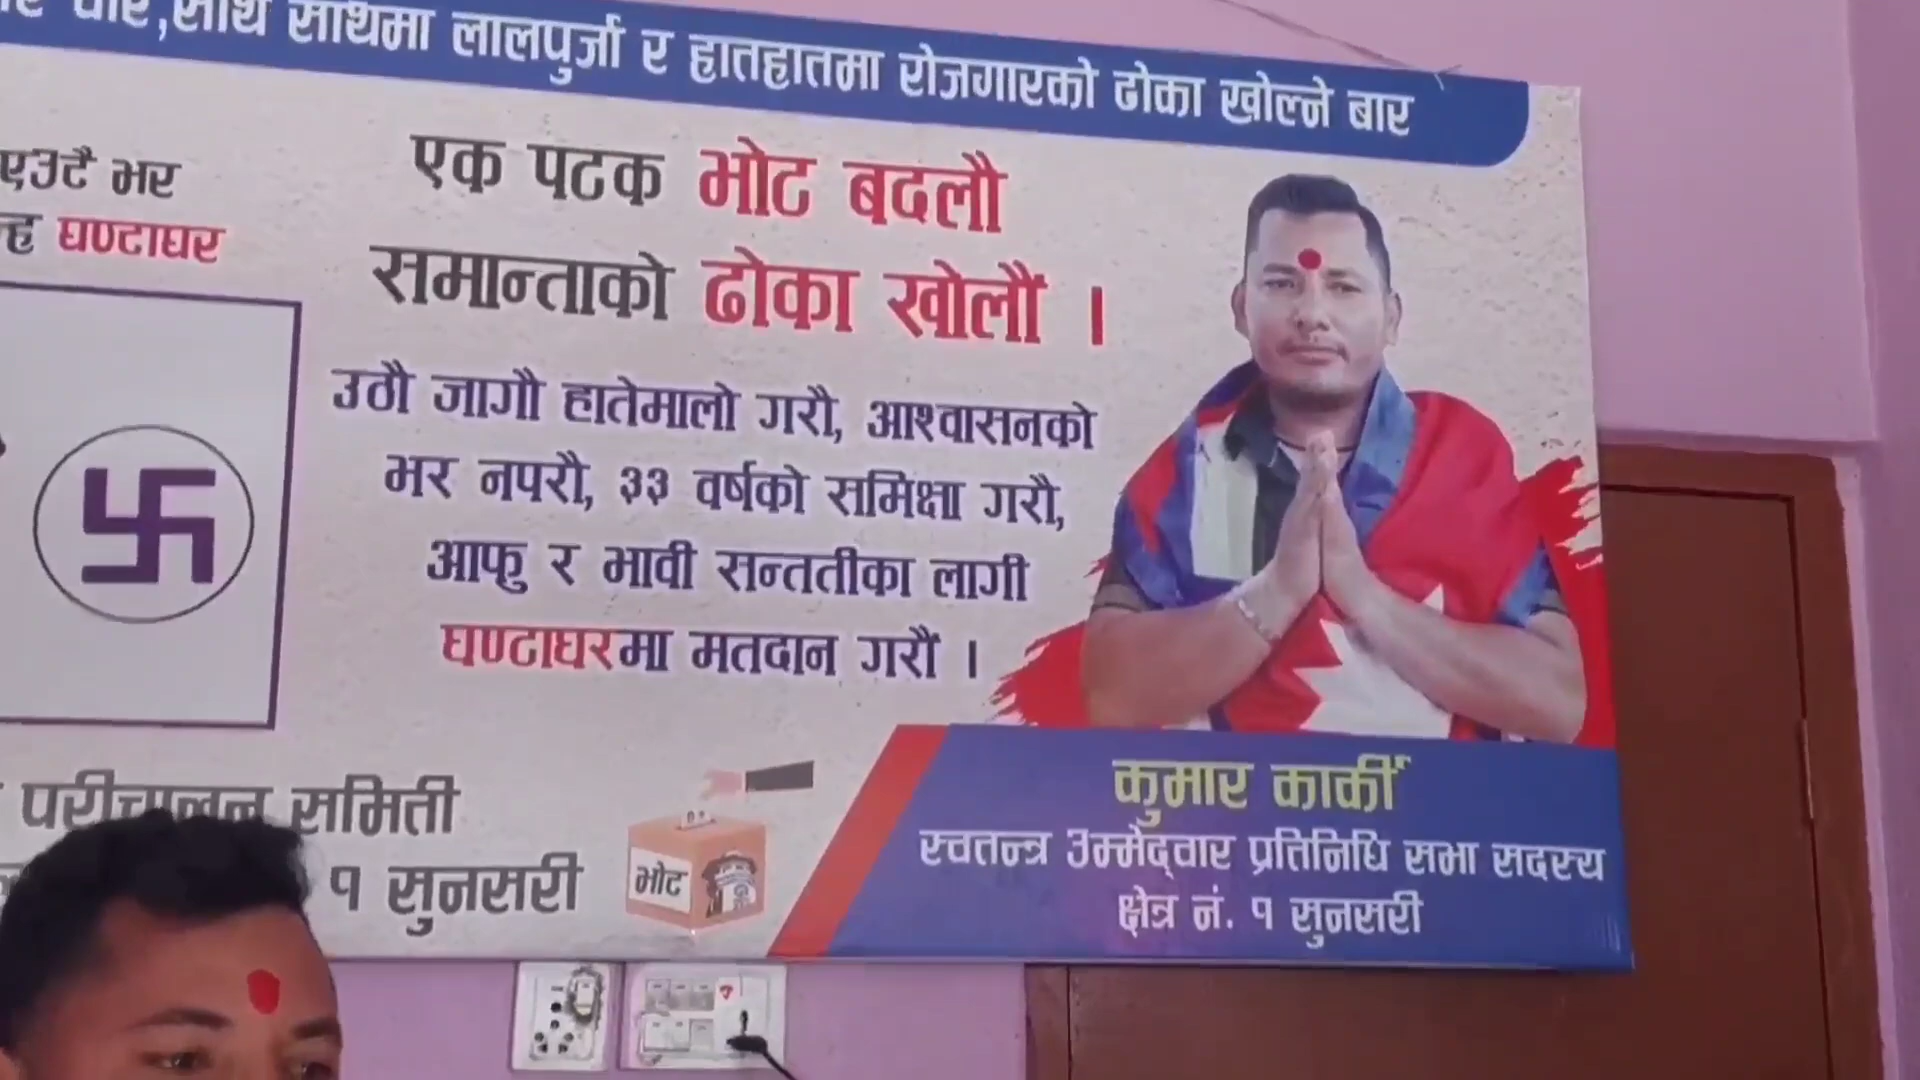 साथ साथमा लालपुर्जा र हातहातमा रोजगारको ढोका खोल्ने बार
एउटै भर
घण्टाघर
एक पटक भोट बदलौ
समान्ताको ढोका खोलौं ।
उठौ जागौ हातेमालो गरौ, आश्वासनको
भर नपरौ, ३३ वर्षको समिक्षा गरौ,
आफु र भावी सन्ततीका लागी
घण्टाघरमा मतदान गरौं ।
परीचालन समिती
१ सुनसरी
भोट
कुमार कार्की
स्वतन्त्र उम्मेद्वार प्रतिनिधि सभा सदस्य
क्षेत्र नं. १ सुनसरी